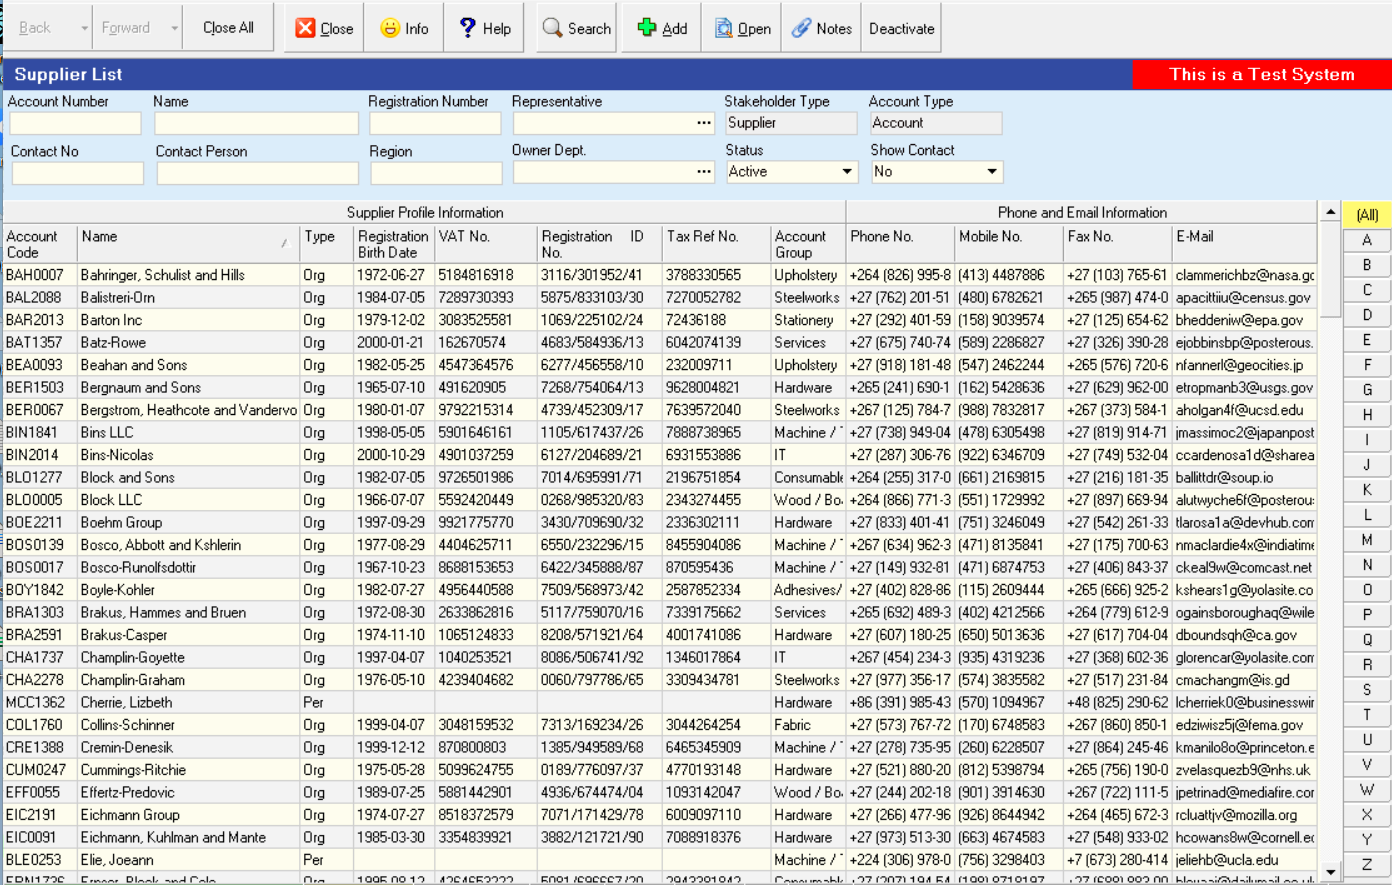 Back Forward Close All Close Info Help Search Add Open Notes Deactivate
Supplier List This is a Test System
Account Number Name Registration Number Representative Stakeholder Type Account Type
••• Supplier Account
Contact No Contact Person Region Owner Dept. Status Show Contact
••• Active No
Supplier Profile Information Phone and Email Information (All)
Account Code Name Type Registration Birth Date VAT No. Registration ID No. Tax Ref No. Account Group Phone No. Mobile No. Fax No. E-Mail
BAH0007 Bahringer, Schulist and Hills Org 1972-06-27 5184816918 3116/301952/41 3788330565 Upholstery +264 (826) 995-8 (413) 4487886 +27 (103) 765-61 clammerichbz@nasa.gc
BAL2088 Balistreri-Orn Org 1984-07-05 7289730393 5875/833103/30 7270052782 Steelworks +27 (762) 201-51 (480) 6782621 +265 (987) 474-0 apacittiiu@census.gov
BAR2013 Barton Inc Org 1979-12-02 3083525581 1069/225102/24 72436188 Stationery +27 (292) 401-59 (158) 9039574 +27 (125) 654-62 bheddeniw@epa.gov
BAT1357 Batz-Rowe Org 2000-01-21 162670574 4683/584936/13 6042074139 Services +27 (675) 740-74 (589) 2286827 +27 (326) 390-28 ejobbinsbp@posterous.
BEA0093 Beahan and Sons Org 1982-05-25 4547364576 6277/456558/10 232009711 Upholstery +27 (918) 181-48 (547) 2462244 +265 (576) 720-6 nfannerl@geocities.jp
BER1503 Bergnaum and Sons Org 1965-07-10 491620905 7268/754064/13 9628004821 Hardware +265 (241) 690-1 (162) 5428636 +27 (629) 962-00 etropmanb3@usgs.gov
BER0067 Bergstrom, Heathcote and Vandervo Org 1980-01-07 9792215314 4739/452309/17 7639572040 Steelworks +267 (125) 784-7 (988) 7832817 +267 (373) 584-1 aholgan4f@ucsd.edu
BIN1841 Bins LLC Org 1998-05-05 5901646161 1105/617437/26 7888738965 Machine / +27 (738) 949-04 (478) 6305498 +27 (819) 914-71 jmassimoc2@japanpost
BIN2014 Bins-Nicolas Org 2000-10-29 4901037259 6127/204689/21 6931553886 IT +27 (287) 306-76 (922) 6346709 +27 (749) 532-04 ccardenosa1d@sharea
BLO1277 Block and Sons Org 1982-07-05 9726501986 7014/695991/71 2196751854 Consumable +264 (255) 317-0 (661) 2169815 +27 (216) 181-35 ballittdr@soup.io
BLO0005 Block LLC Org 1966-07-07 5592420449 0268/985320/83 2343274455 Wood / Bo +264 (866) 771-3 (551) 1729992 +27 (897) 669-94 alutwyche6f@posterou
BOE2211 Boehm Group Org 1997-09-29 9921775770 3430/709690/32 2336302111 Hardware +27 (833) 401-41 (751) 3246049 +27 (542) 261-33 tlarosa1a@devhub.com
BOS0139 Bosco, Abbott and Kshlerin Org 1977-08-29 4404625711 6550/232296/15 8455904086 Machine / +267 (634) 962-3 (471) 8135841 +27 (175) 700-63 nmaclardie4x@indiatime
BOS0017 Bosco-Runolfsdottir Org 1967-10-23 8688153653 6422/345888/87 870595436 Machine / +27 (149) 932-81 (471) 6874753 +27 (406) 843-37 ckeal9w@comcast.net
BOY1842 Boyle-Kohler Org 1982-07-27 4956440588 7509/568973/42 2587852334 Adhesives/ +27 (402) 828-86 (115) 2609444 +265 (666) 925-2 kshears1g@yolasite.co
BRA1303 Brakus, Hammes and Bruen Org 1972-08-30 2633862816 5117/759070/16 7339175662 Services +265 (692) 489-3 (402) 4212566 +264 (779) 612-9 ogainsboroughaq@wile
BRA2591 Brakus-Casper Org 1974-11-10 1065124833 8208/571921/64 4001741086 Hardware +27 (607) 180-25 (650) 5013636 +27 (617) 704-04 dboundsqh@ca.gov
CHA1737 Champlin-Goyette Org 1997-04-07 1040253521 8086/506741/92 1346017864 IT +267 (454) 234-3 (935) 4319236 +27 (368) 602-36 glorencar@yolasite.com
CHA2278 Champlin-Graham Org 1976-05-10 4239404682 0060/797786/65 3309434781 Steelworks +27 (977) 356-17 (574) 3835582 +27 (517) 231-84 cmachangm@is.gd
MCC1362 Cherrie, Lizbeth Per Hardware +86 (391) 985-43 (570) 1094967 +48 (825) 290-62 lcherriek0@businesswir
COL1760 Collins-Schinner Org 1999-04-07 3048159532 7313/169234/26 3044264254 Fabric +27 (573) 767-72 (170) 6748583 +267 (860) 850-1 edziwisz5j@fema.gov
CRE1388 Cremin-Denesik Org 1999-12-12 870800803 1385/949589/68 6465345909 Machine / +27 (278) 735-95 (260) 6228507 +27 (864) 245-46 kmanilo8o@princeton.e
CUM0247 Cummings-Ritchie Org 1975-05-28 5099624755 0189/776097/37 4770193148 Hardware +27 (521) 880-20 (812) 5398794 +265 (756) 190-0 zvelasquezb9@nhs.uk
EFF0055 Effertz-Predovic Org 1989-07-25 5881442901 4936/674474/04 1093142047 Wood / Bo +27 (244) 202-18 (901) 3914630 +267 (722) 111-5 jpetrinad@mediafire.cor
EIC2191 Eichmann Group Org 1974-07-27 8518372579 7071/171429/78 6009097110 Hardware +27 (266) 477-96 (926) 8644942 +264 (465) 672-3 rcluattjv@mozilla.org
EIC0091 Eichmann, Kuhlman and Mante Org 1985-03-30 3354839921 3882/121721/90 7088918376 Hardware +27 (973) 513-30 (663) 4674583 +27 (548) 933-02 hcowans8w@cornell.ec
BLE0253 Elie, Joeann Per Machine / +224 (306) 978-0 (756) 3298403 +7 (673) 280-414 jeliehb@ucla.edu
A
B
C
D
E
F
G
H
I
J
K
L
M
N
O
P
Q
R
S
T
U
V
W
X
Y
Z